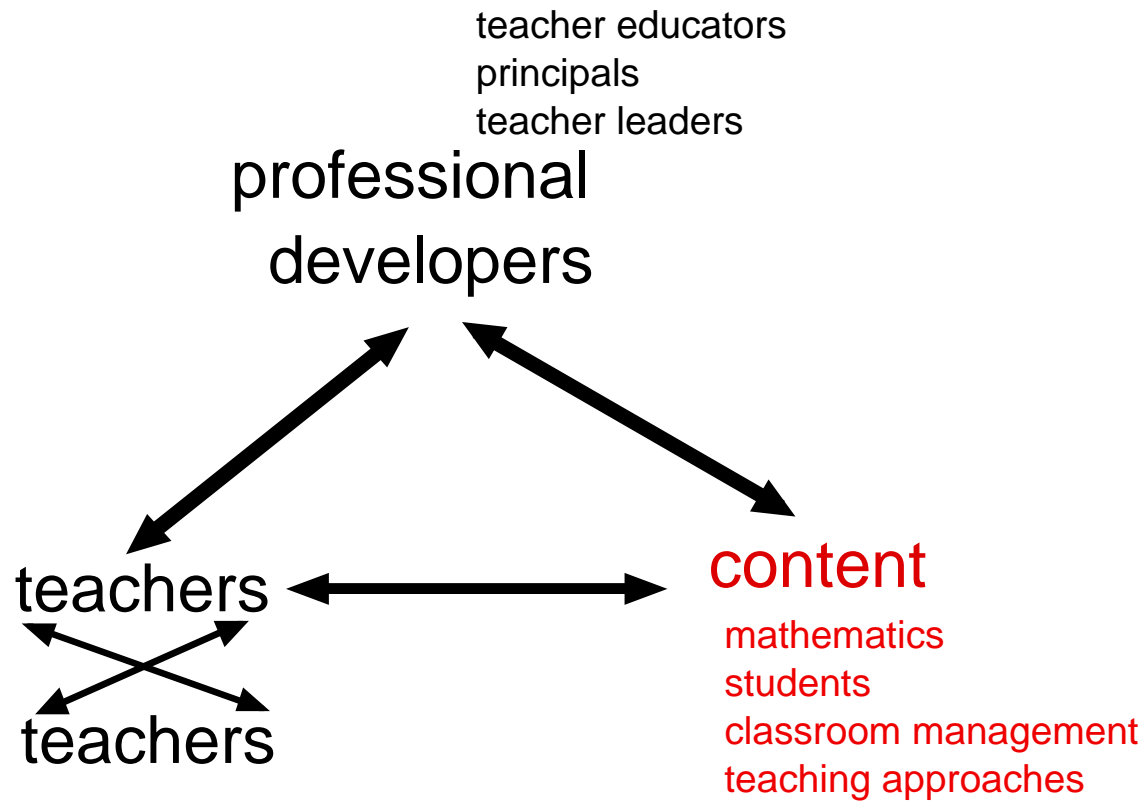 teacher educators
principals
teacher leaders
professional
developers
teachers
teachers
content
mathematics
students
classroom management
teaching approaches